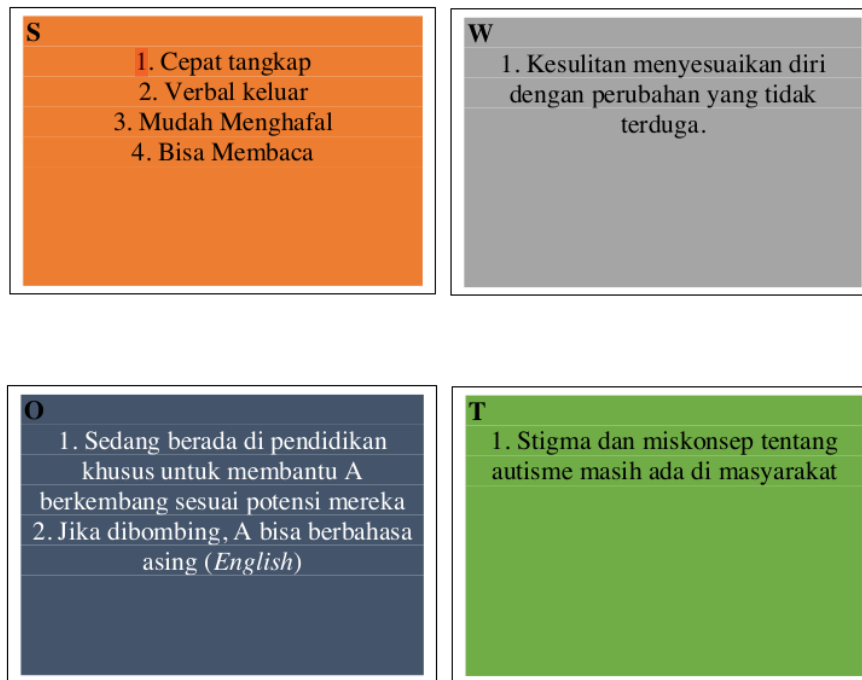 S
1. Cepat tangkap
2. Verbal keluar
3. Mudah Menghafal
4. Bisa Membaca
W
1. Kesulitan menyesuaikan diri
dengan perubahan yang tidak
terduga.
O
1. Sedang berada di pendidikan
khusus untuk membantu A
berkembang sesuai potensi mereka
2. Jika dibombing, A bisa berbahasa
asing (English)
T
1. Stigma dan miskonsep tentang
autisme masih ada di masyarakat